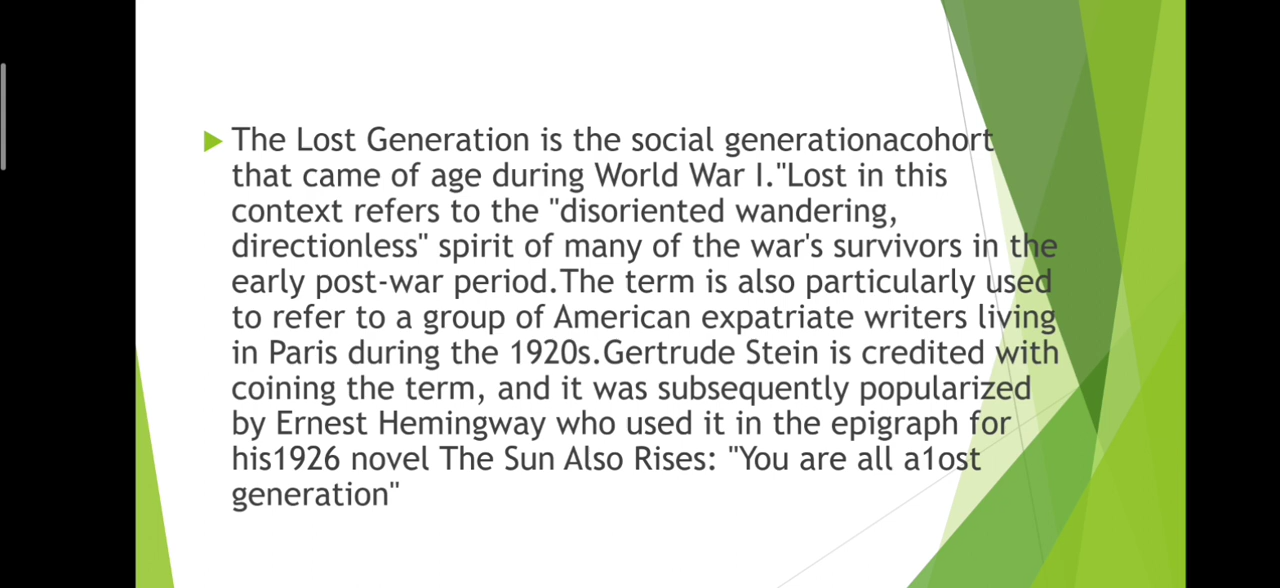 The Lost Generation is the social generationacohort
that came of age during World War I."Lost in this
context refers to the "disoriented wandering,
directionless" spirit of many of the war's survivors in the
early post-war period.The term is also particularly used
to refer to a group of American expatriate writers living
in Paris during the 1920s.Gertrude Stein is credited with
coining the term, and it was subsequently popularized
by Ernest Hemingway who used it in the epigraph for
his1926 novel The Sun Also Rises: "You are all a1ost
generation"